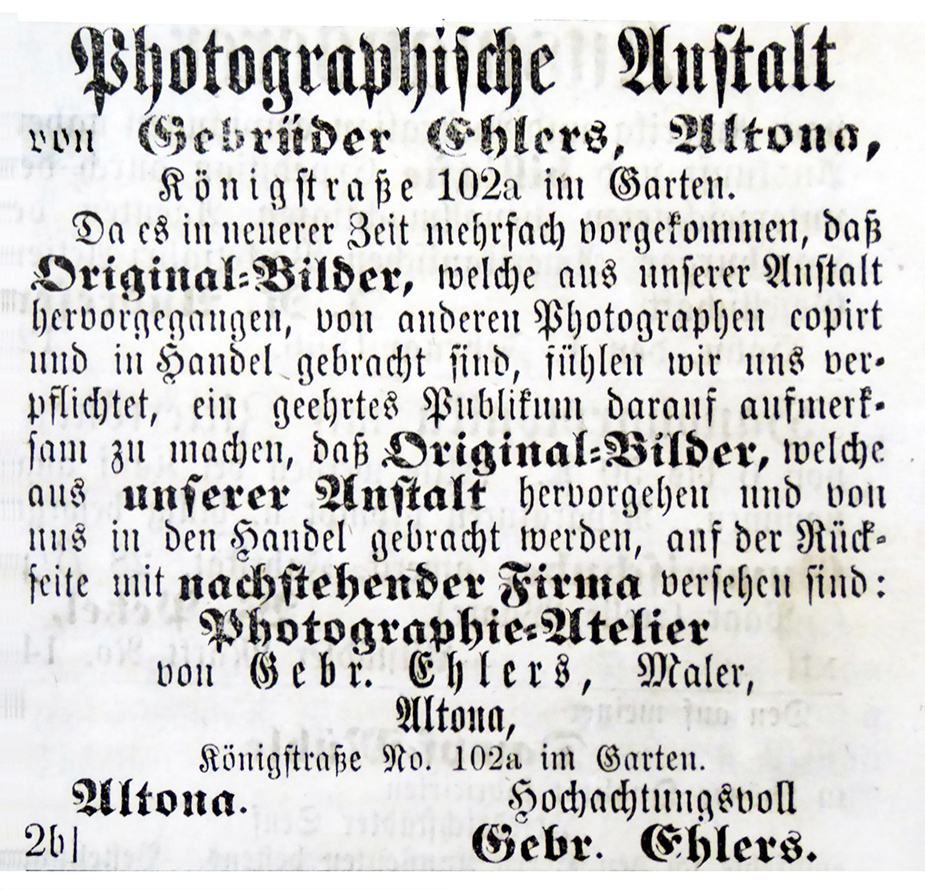 Photographische Anstalt
von Gebrüder Ehlers, Altona,
Königstraße 102a im Garten.
Da es in neuerer Zeit mehrfach vorgekommen, daß
Original-Bilder, welche aus unserer Anstalt
hervorgegangen, von anderen Photographen copirt
und in Handel gebracht sind, fühlen wir uns ver-
pflichtet, ein geehrtes Publikum darauf aufmerk-
sam zu machen, daß Original-Bilder, welche
aus unserer Anstalt hervorgehen und von
uns in den Handel gebracht werden, auf der Rück-
seite mit nachstehender Firma versehen sind:
Photographie-Atelier
von Gebr. Ehlers, Maler,
Altona,
Königstraße No. 102a im Garten.
Altona. Hochachtungsvoll
2b| Gebr. Ehlers.